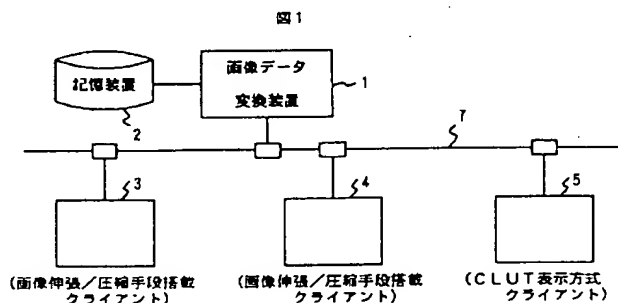 図1
記憶装置
2
画像データ
変換装置
1
7
3
4
5
(画像伸張/圧縮手段搭載
クライアント)
(画像伸張/圧縮手段搭載
クライアント)
(CLUT表示方式
クライアント)